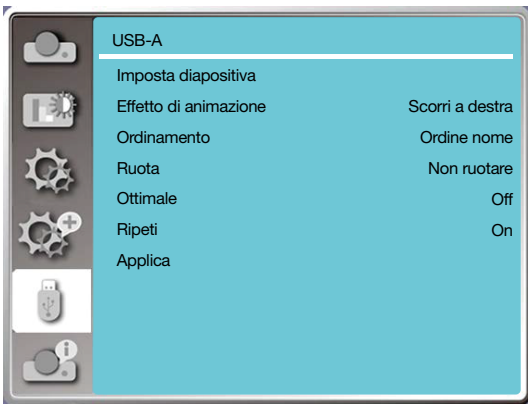 USB-A
Imposta diapositiva
Effetto di animazione Scorri a destra
Ordinamento Ordine nome
Ruota Non ruotare
Ottimale Off
Ripeti On
Applica